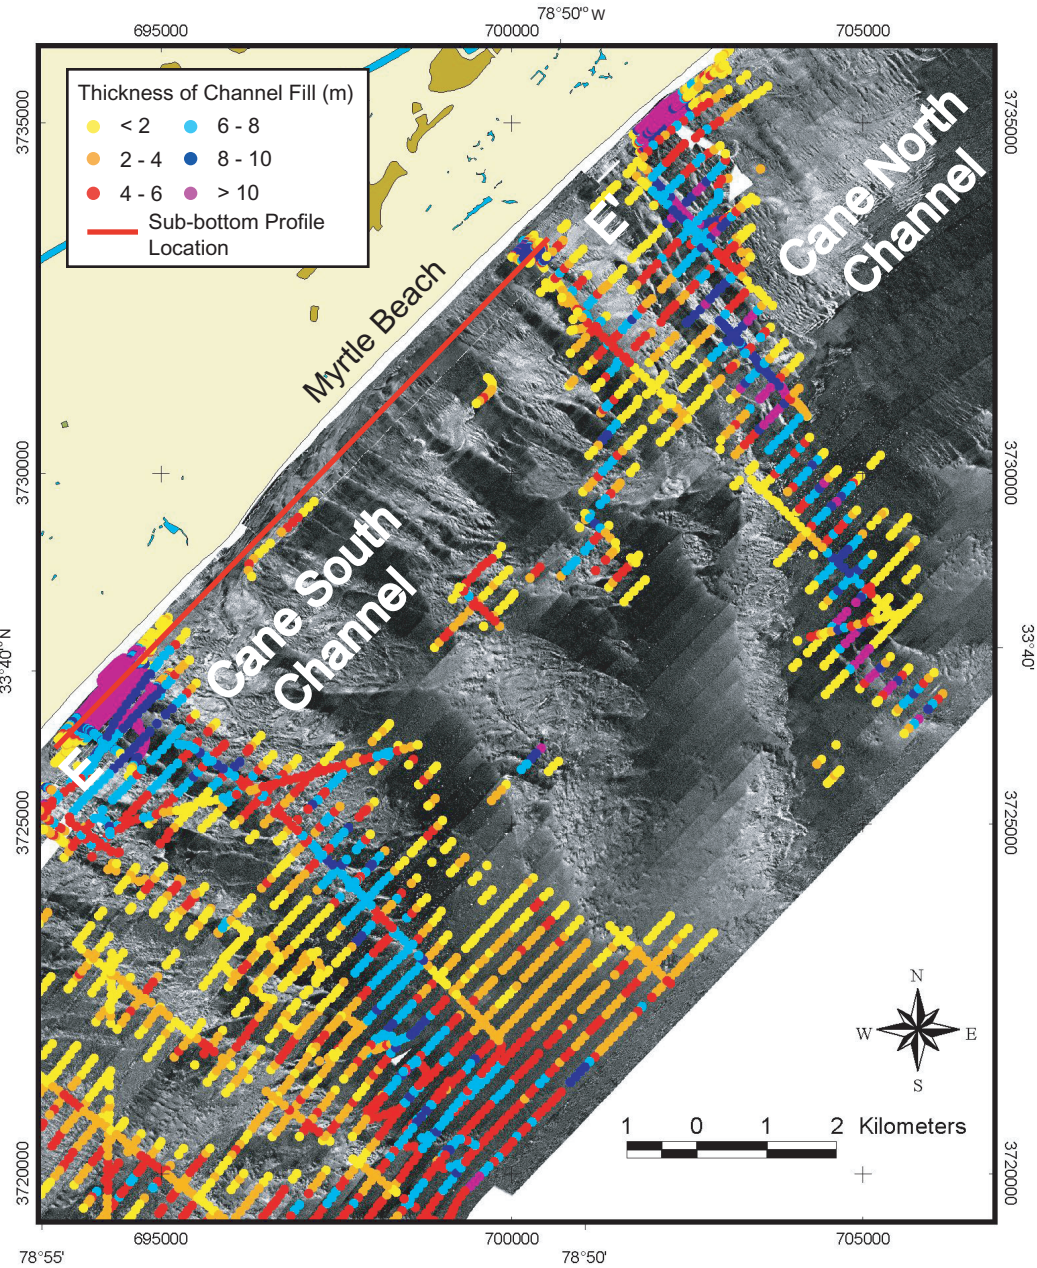 78°50'" W
695000
700000
705000
Thickness of Channel Fill (m)
< 2
6 - 8
2 - 4
8 - 10
4 - 6
> 10
Sub-bottom Profile
Location
3735000
3735000
Cane North
Channel
E'
Myrtle Beach
3730000
3730000
Cane South
Channel
33°40'" N
33°40'
E
3725000
3725000
N
W
E
S
1 0 1 2 Kilometers
3720000
3720000
695000
700000
705000
78°55'
78°50'